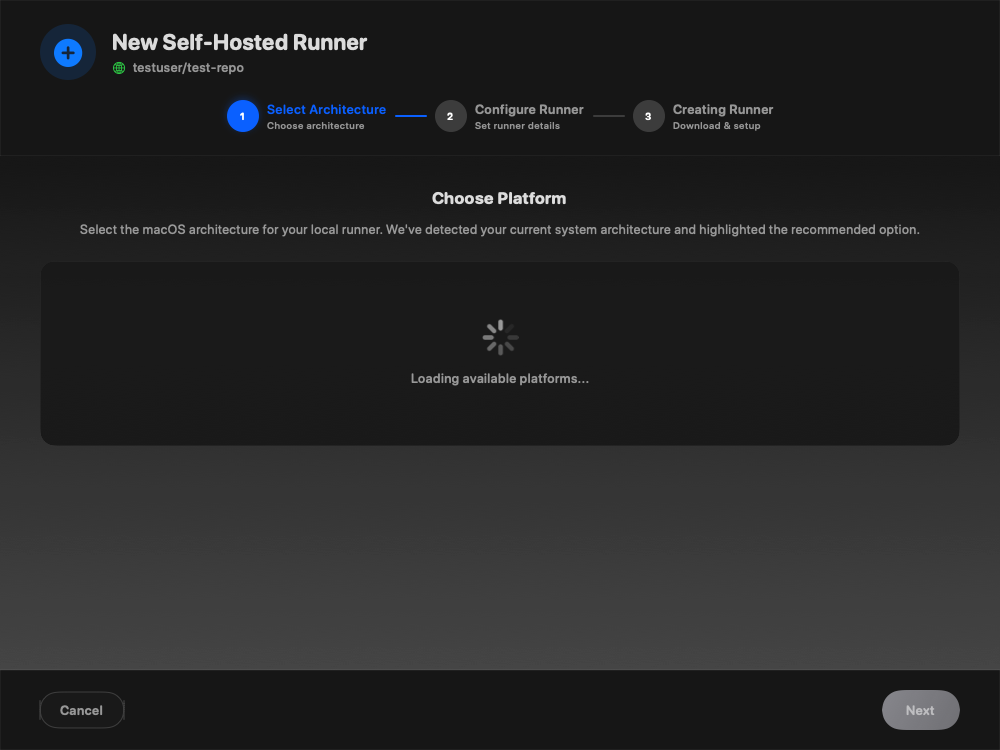 New Self-Hosted Runner
testuser/test-repo
1
Select Architecture
Choose architecture
2
Configure Runner
Set runner details
3
Creating Runner
Download & setup
Choose Platform
Select the macOS architecture for your local runner. We've detected your current system architecture and highlighted the recommended option.
Loading available platforms...
Cancel
Next